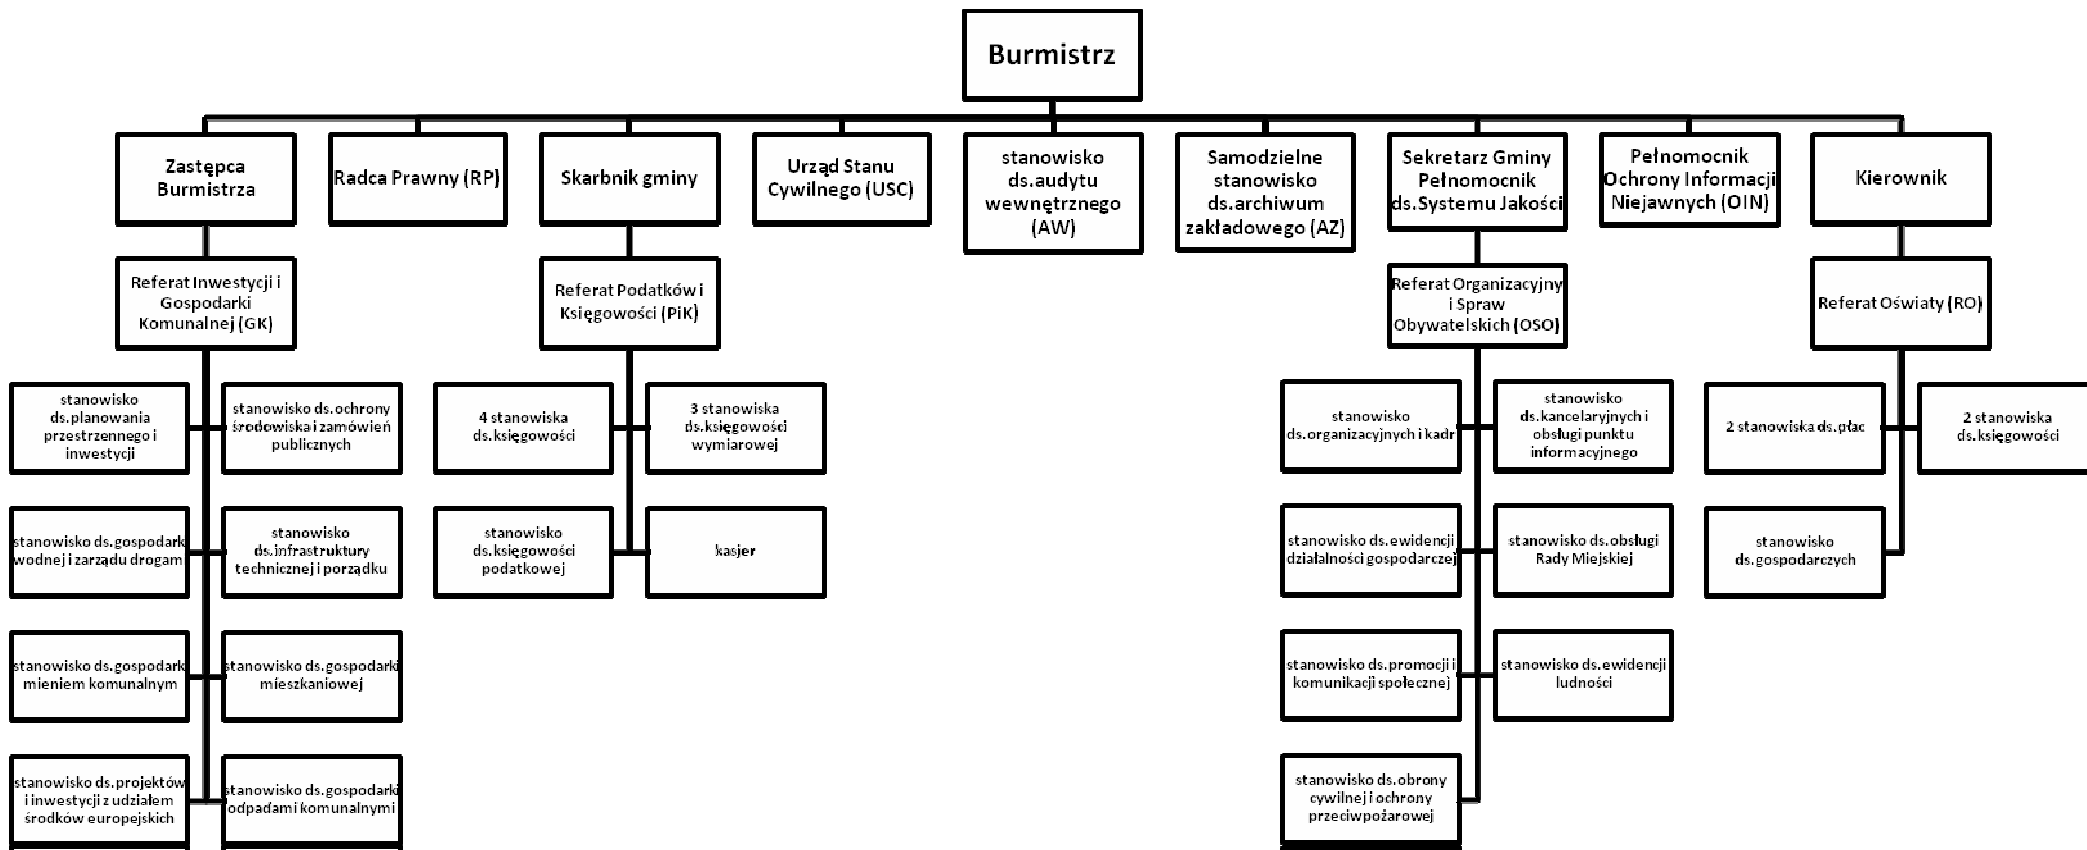 Burmistrz
Zastępca
Burmistrza
Radca Prawny (RP)
Skarbnik gminy
Urząd Stanu
Cywilnego (USC)
stanowisko
ds.audytu
wewnętrznego
(AW)
Samodzielne
stanowisko
ds.archiwum
zakładowego (AZ)
Sekretarz Gminy
Pełnomocnik
ds.Systemu Jakości
Pełnomocnik
Ochrony Informacji
Niejawnych (OIN)
Kierownik
Referat Inwestycji i
Gospodarki
Komunalnej (GK)
Referat Podatków i
Księgowości (PiK)
Referat Organizacyjny
i Spraw
Obywatelskich (OSO)
Referat Oświaty (RO)
stanowisko
ds.planowania
przestrzennego i
inwestycji
stanowisko ds.ochrony
środowiska i zamówień
publicznych
4 stanowiska
ds.księgowości
3 stanowiska
ds.księgowości
wymiarowej
stanowisko
ds.organizacyjnych i kadr
stanowisko
ds.kancelaryjnych i
obsługi punktu
informacyjnego
2 stanowiska ds.płac
2 stanowiska
ds.księgowości
stanowisko ds.gospodark
wodnej i zarządu drogam
stanowisko
ds.infrastruktury
technicznej i porządku
stanowisko
ds.księgowości
podatkowej
kasjer
stanowisko ds.ewidencji
działalności gospodarczej
stanowisko ds.obsługi
Rady Miejskiej
stanowisko
ds.gospodarczych
stanowisko ds.gospodark
mieniem komunalnym
stanowisko ds.gospodarki
mieszkaniowej
stanowisko ds.promocji i
komunikacji społecznej
stanowisko ds.ewidencji
ludności
stanowisko ds.projektów
i inwestycji z udziałem
środków europejskich
stanowisko ds.gospodarki
odpadami komunalnymi
stanowisko ds.obrony
cywilnej i ochrony
przeciwpożarowej